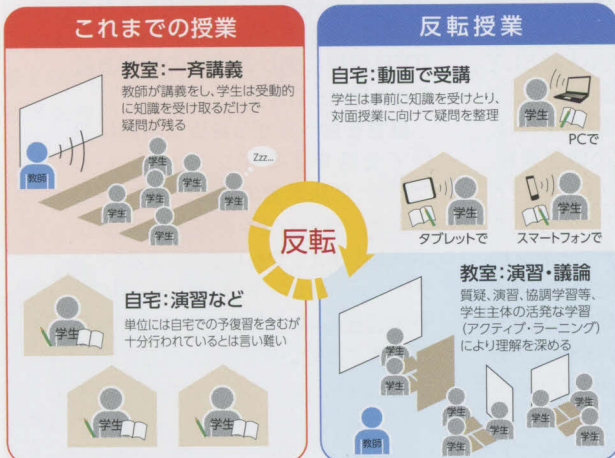 これまでの授業
教室：一斉講義
教師が講義をし、学生は受動的
に知識を受け取るだけで
疑問が残る
教師
学生
学生
学生
学生
学生
学生
Zzz...
自宅：演習など
単位には自宅での予復習を含むが
十分行われているとは言い難い
学生
学生
学生
反転
反転授業
自宅：動画で受講
学生は事前に知識を受けとり、
対面授業に向けて疑問を整理
学生
PCで
学生
タブレットで
学生
スマートフォンで
教室：演習・議論
質疑、演習、協調学習等、
学生主体の活発な学習
（アクティブ・ラーニング）
により理解を深める
学生
学生
学生
学生
学生
学生
学生
学生
教師